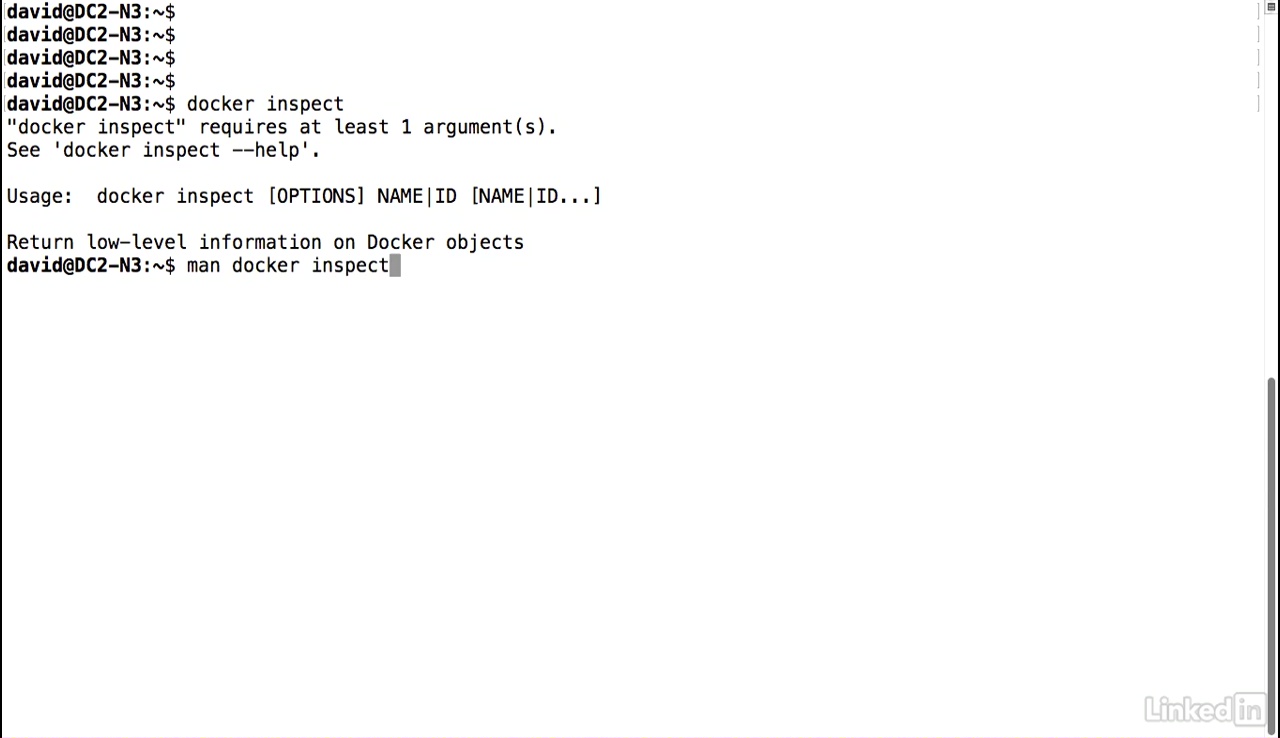 david@DC2-N3:~$
david@DC2-N3:~$
david@DC2-N3:~$
david@DC2-N3:~$
david@DC2-N3:~$ docker inspect
"docker inspect" requires at least 1 argument(s).
See 'docker inspect --help'.
Usage:  docker inspect [OPTIONS] NAME|ID [NAME|ID...]
Return low-level information on Docker objects
david@DC2-N3:~$ man docker inspect
Linked in